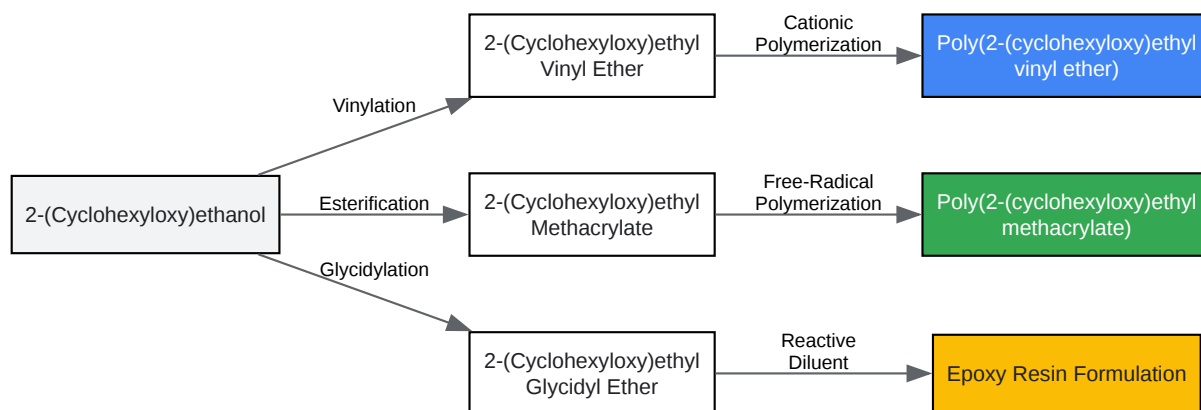 2-(Cyclohexyloxy)ethanol
Vinylation
2-(Cyclohexyloxy)ethyl
Vinyl Ether
Cationic
Polymerization
Poly(2-(cyclohexyloxy)ethyl
vinyl ether)
Esterification
2-(Cyclohexyloxy)ethyl
Methacrylate
Free-Radical
Polymerization
Poly(2-(cyclohexyloxy)ethyl
methacrylate)
Glycidylation
2-(Cyclohexyloxy)ethyl
Glycidyl Ether
Reactive
Diluent
Epoxy Resin Formulation